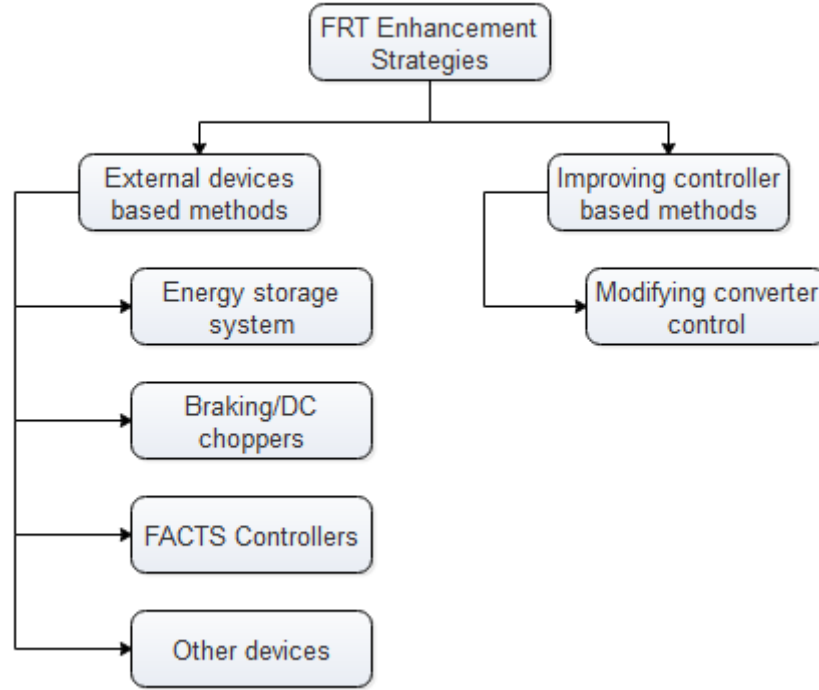 FRT Enhancement
Strategies
External devices
based methods
Improving controller
based methods
Energy storage
system
Modifying converter
control
Braking/DC
choppers
FACTS Controllers
Other devices